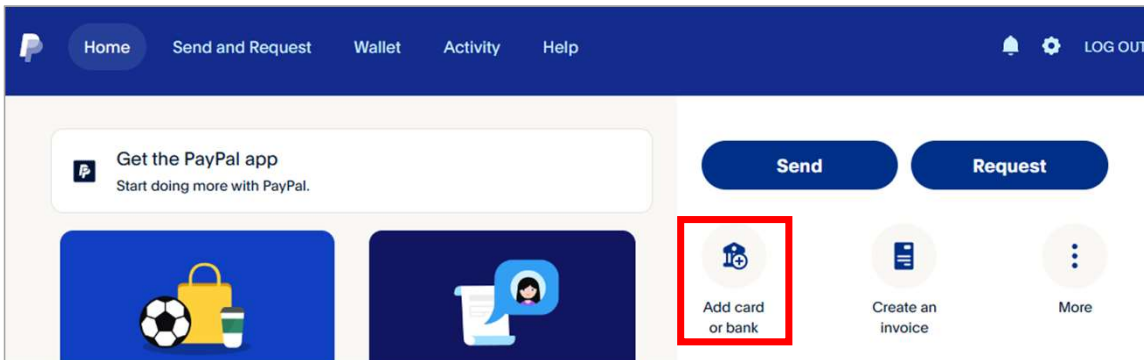 Home Send and Request Wallet Activity Help LOG OUT
Get the PayPal app
Start doing more with PayPal.
Send Request
Add card
or bank
Create an
invoice
More